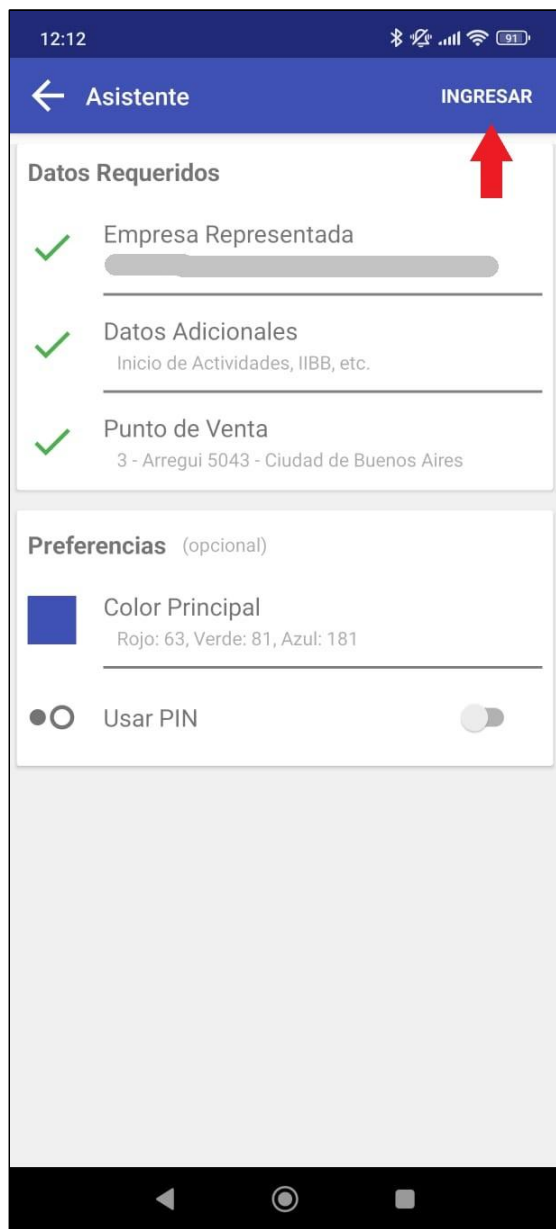 12:12
91
Asistente
INGRESAR
Datos Requeridos
Empresa Representada
Datos Adicionales
Inicio de Actividades, IIBB, etc.
Punto de Venta
3 - Arregui 5043 - Ciudad de Buenos Aires
Preferencias (opcional)
Color Principal
Rojo: 63, Verde: 81, Azul: 181
Usar PIN